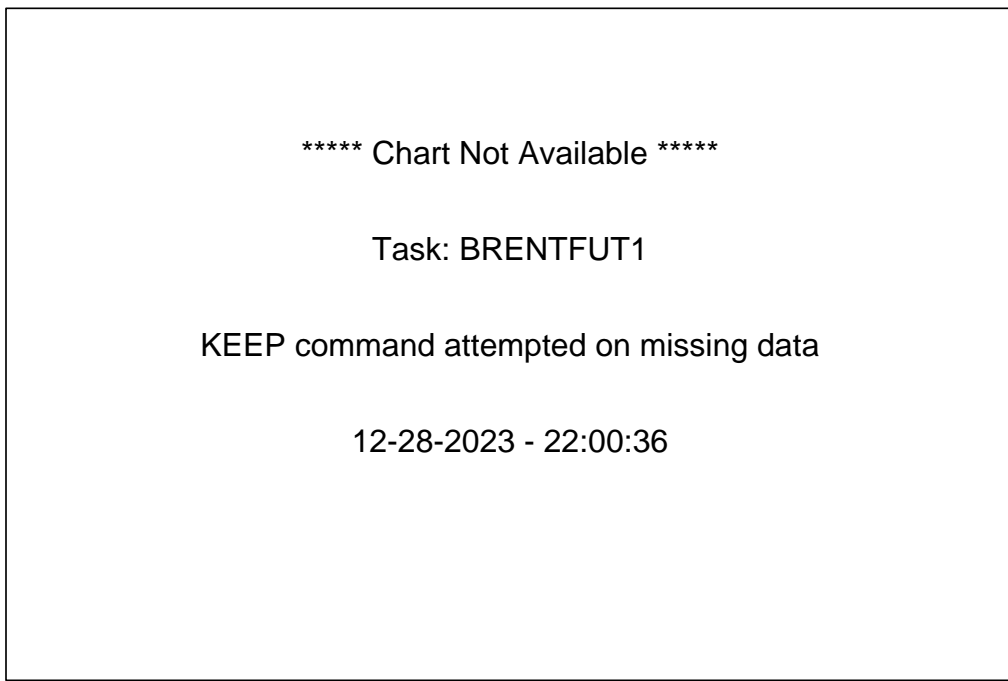 ***** Chart Not Available *****
Task: BRENTFUT1
KEEP command attempted on missing data
12-28-2023 - 22:00:36